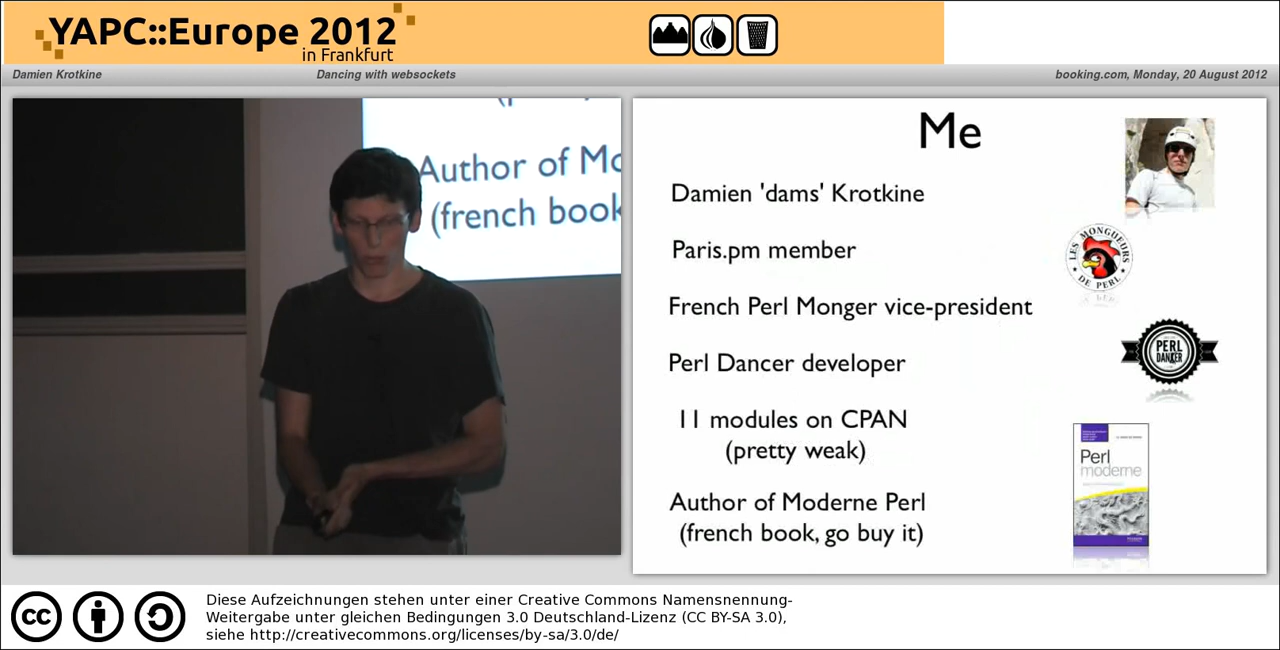 YAPC::Europe 2012
in Frankfurt
Damien Krotkine
Dancing with websockets
booking.com, Monday, 20 August 2012
Author of Mo
(french book
Me
Damien 'dams' Krotkine
Paris.pm member
LES MONGUEURS
DE PERL
French Perl Monger vice-president
PERL
DANCER
Perl Dancer developer
11 modules on CPAN
(pretty weak)
Perl
moderne
Author of Moderne Perl
(french book, go buy it)
cc
Diese Aufzeichnungen stehen unter einer Creative Commons Namensnennung-
Weitergabe unter gleichen Bedingungen 3.0 Deutschland-Lizenz (CC BY-SA 3.0),
siehe http://creativecommons.org/licenses/by-sa/3.0/de/